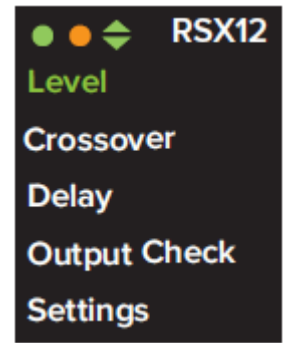 RSX12
Level
Crossover
Delay
Output Check
Settings